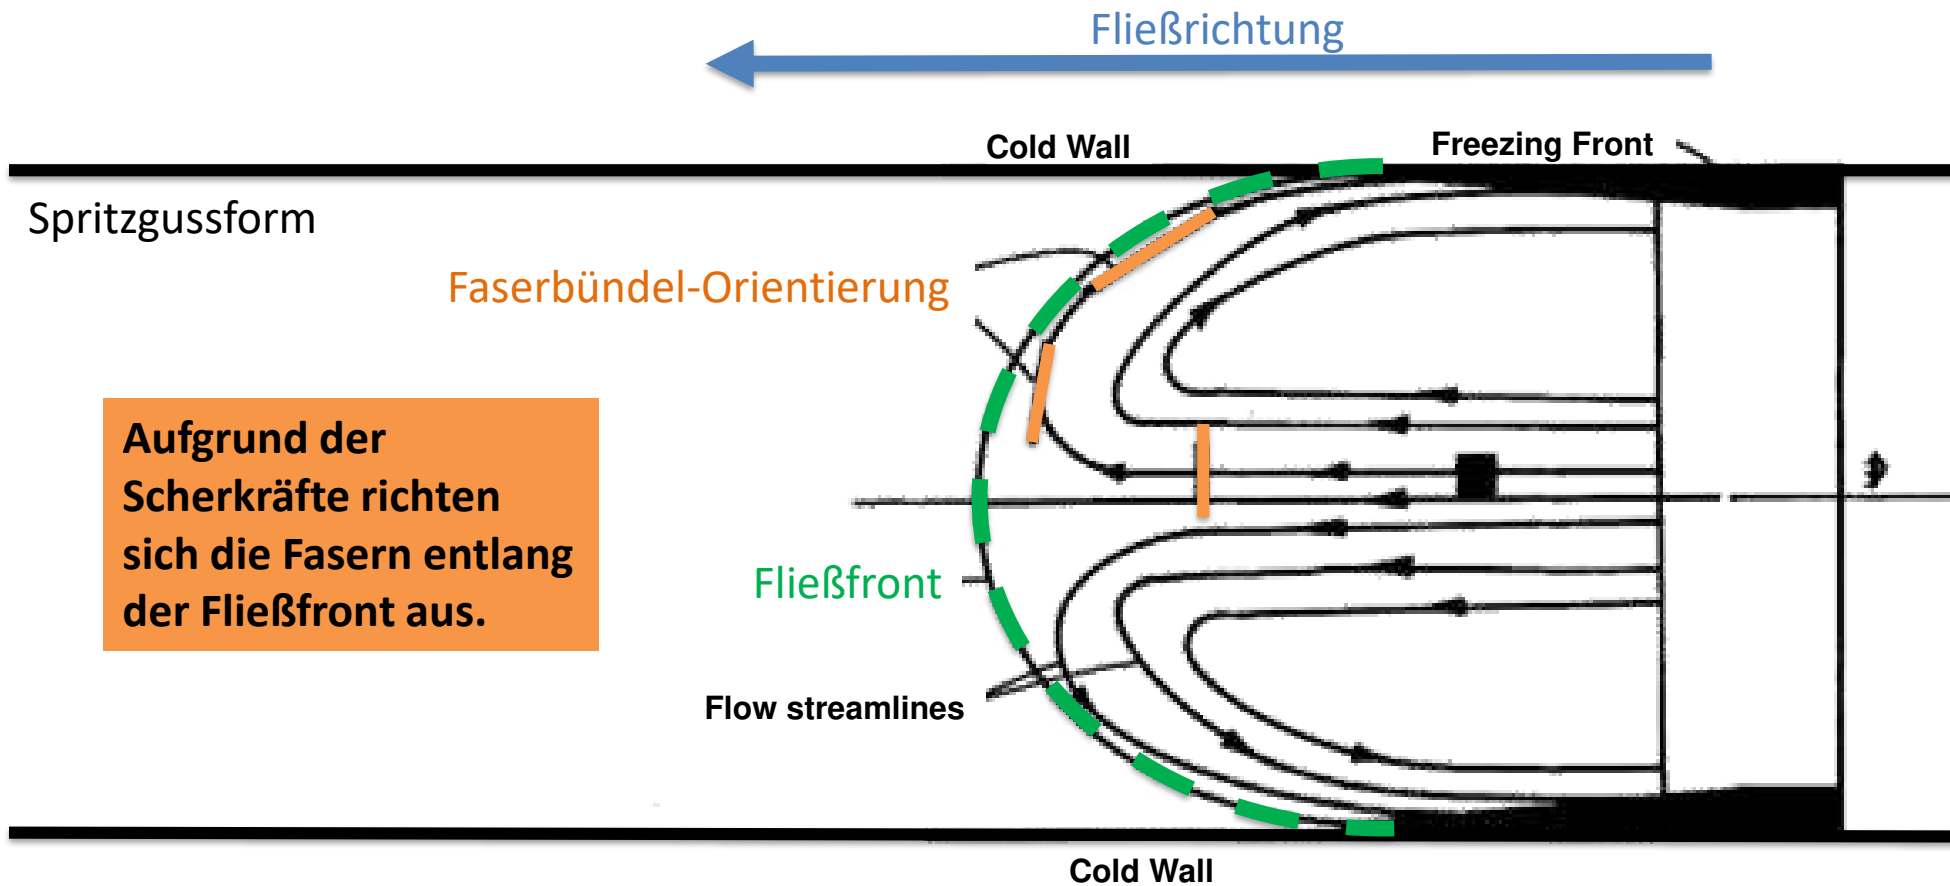 Fließrichtung
Cold Wall
Freezing Front
Spritzgussform
Faserbündel-Orientierung
Aufgrund der
Scherkräfte richten
sich die Fasern entlang
der Fließfront aus.
Fließfront
Flow streamlines
Cold Wall